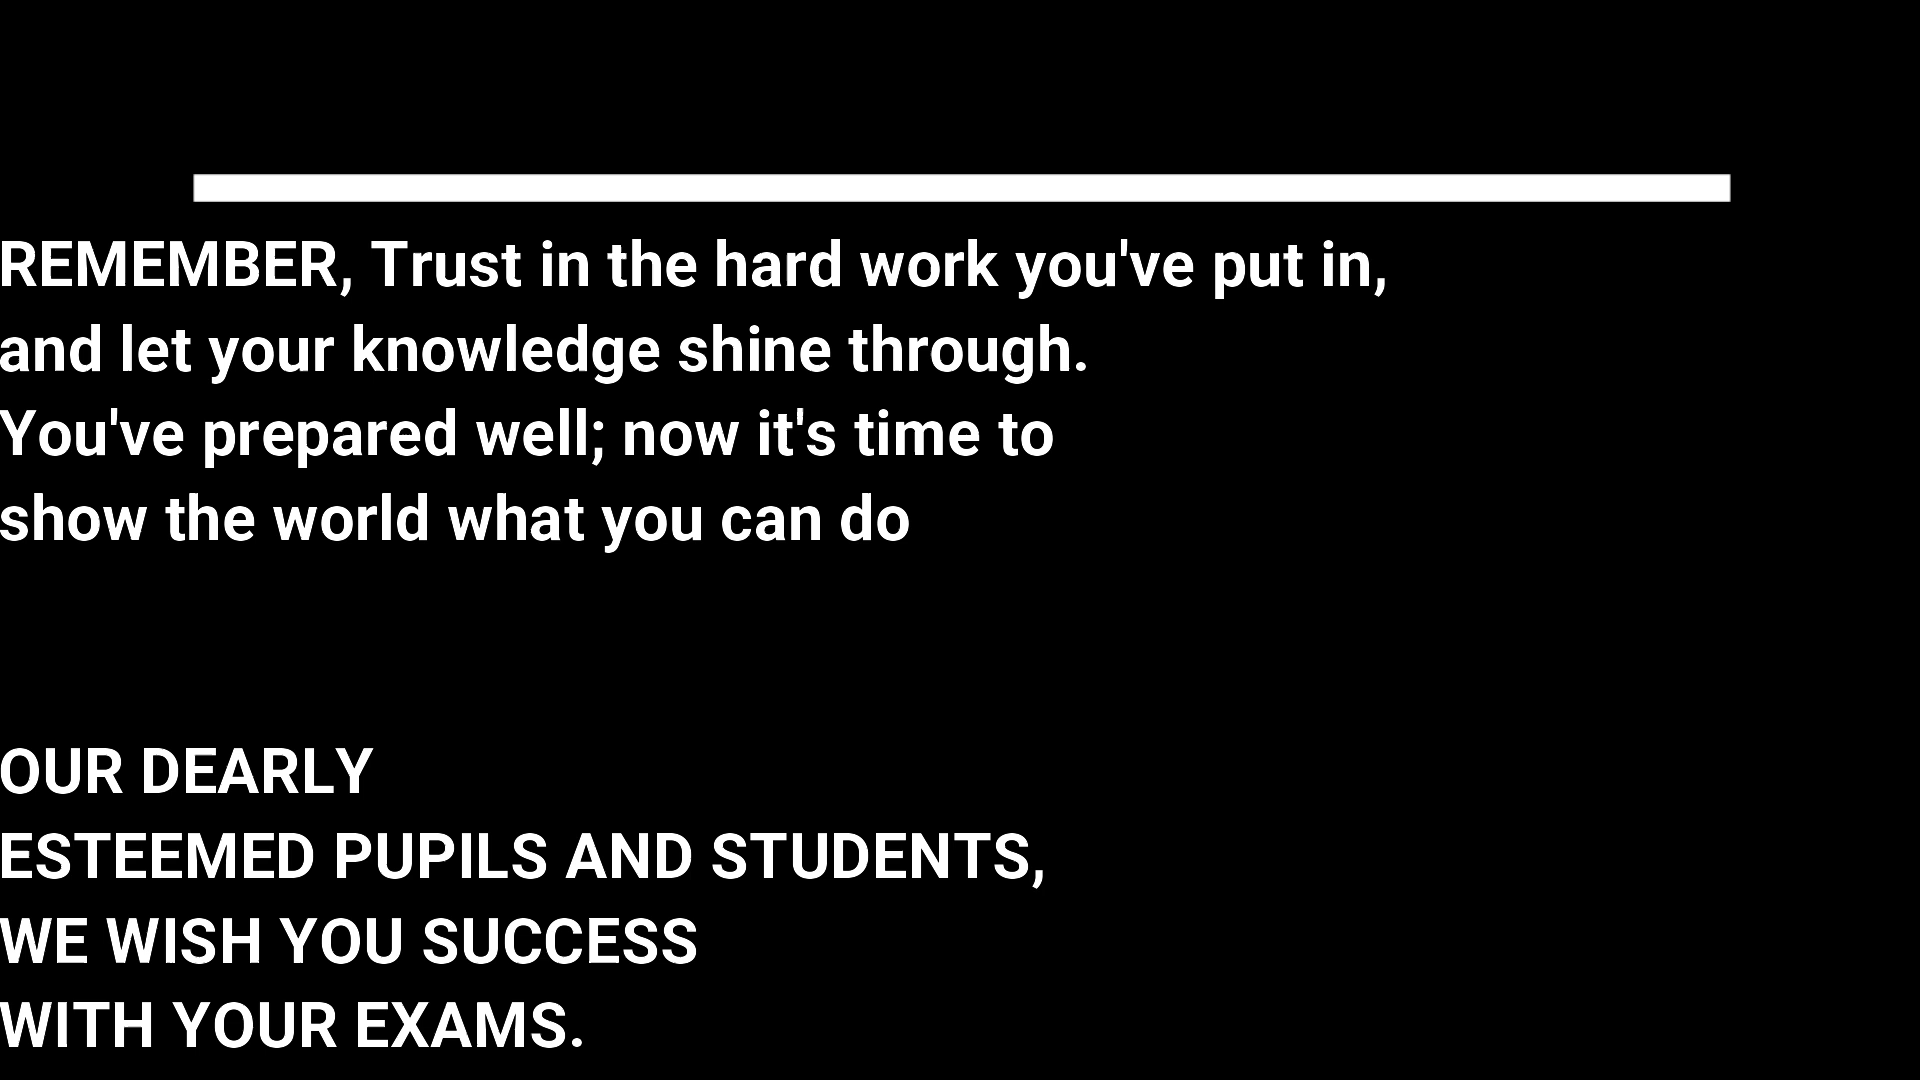 REMEMBER, Trust in the hard work you've put in,
and let your knowledge shine through.
You've prepared well; now it's time to
show the world what you can do
OUR DEARLY
ESTEEMED PUPILS AND STUDENTS,
WE WISH YOU SUCCESS
WITH YOUR EXAMS.